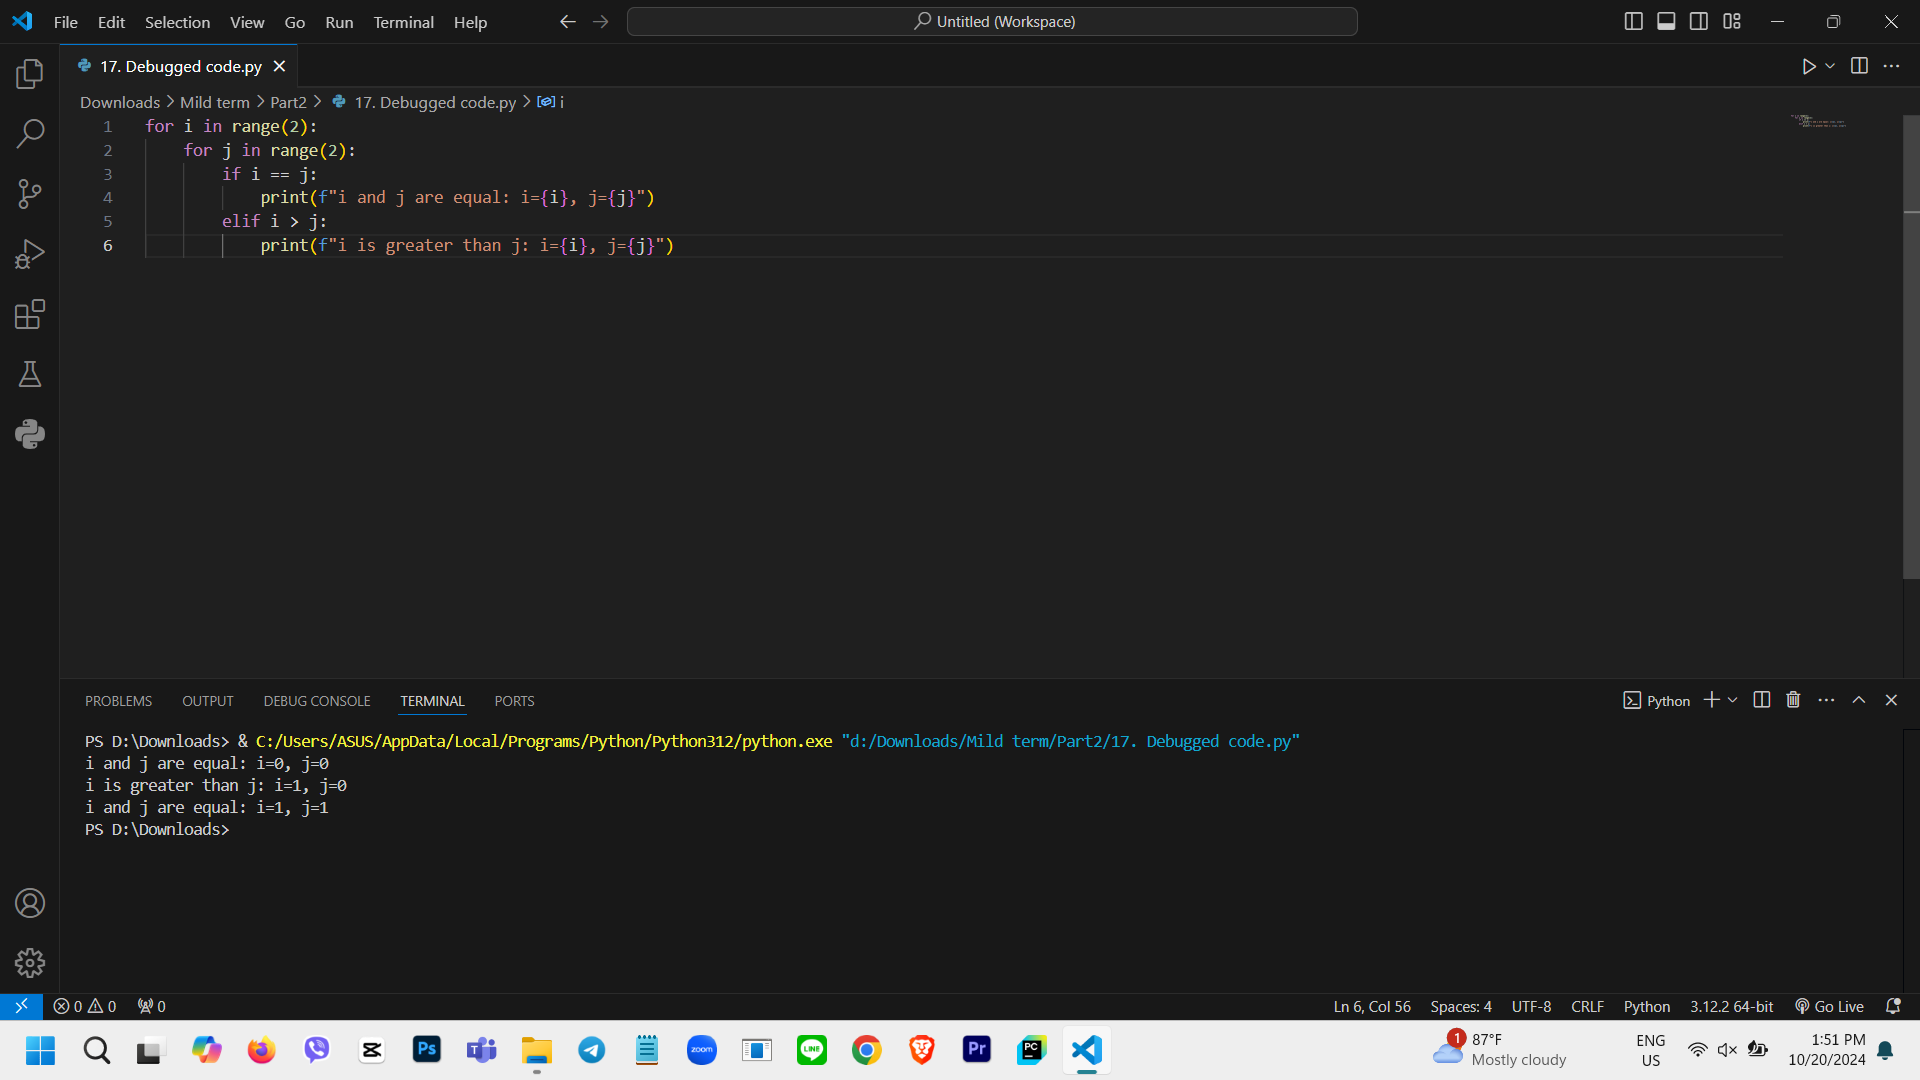 File Edit Selection View Go Run Terminal Help
Untitled (Workspace)
17. Debugged code.py
Downloads > Mild term > Part2 > 17. Debugged code.py > i
1 for i in range(2):
2     for j in range(2):
3         if i == j:
4             print(f"i and j are equal: i={i}, j={j}")
5         elif i > j:
6             print(f"i is greater than j: i={i}, j={j}")
PROBLEMS OUTPUT DEBUG CONSOLE TERMINAL PORTS
Python
PS D:\Downloads> & C:/Users/ASUS/AppData/Local/Programs/Python/Python312/python.exe "d:/Downloads/Mild term/Part2/17. Debugged code.py"
i and j are equal: i=0, j=0
i is greater than j: i=1, j=0
i and j are equal: i=1, j=1
PS D:\Downloads>
0 0 0
Ln 6, Col 56 Spaces: 4 UTF-8 CRLF Python 3.12.2 64-bit Go Live
Ps
T
zoom
LINE
Pr
PC
1
87°F
Mostly cloudy
ENG
US
1:51 PM
10/20/2024